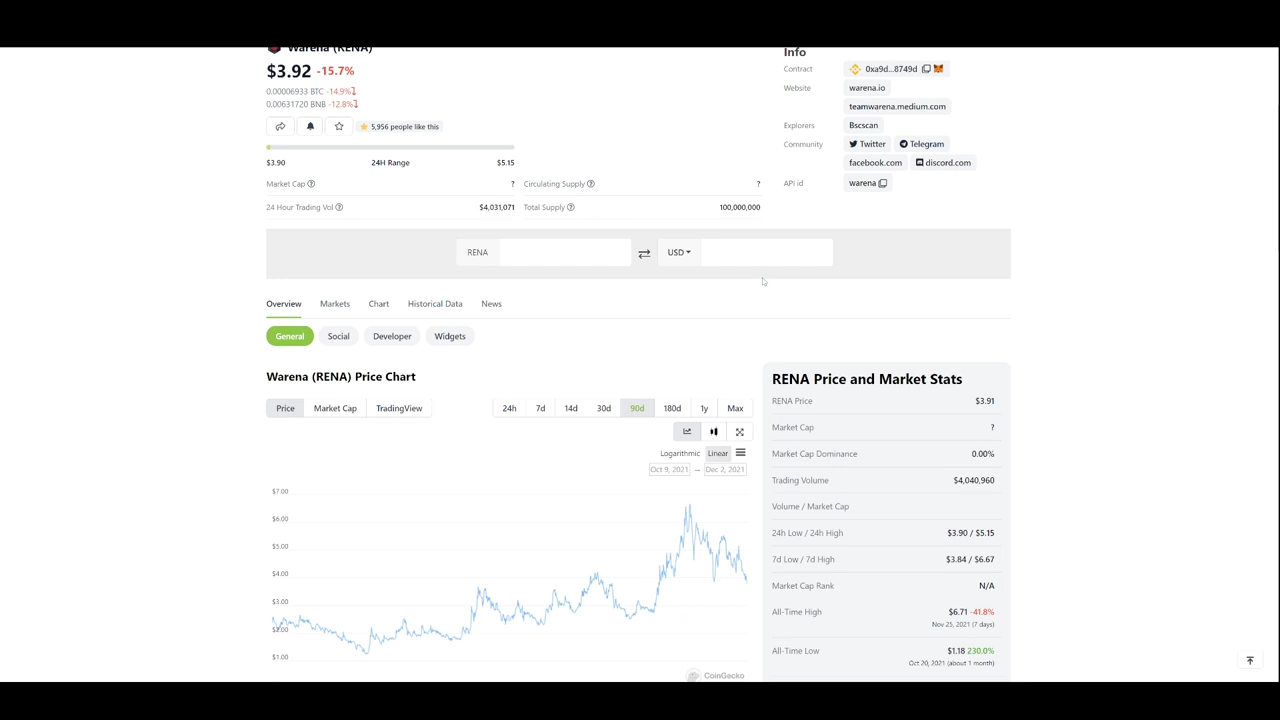 Warena (RENA)
$3.92 -15.7%
0.00006933 BTC -14.9%
0.00631720 BNB -12.8%
5,956 people like this
$3.90 24H Range $5.15
Market Cap ? ?
Circulating Supply ? ?
24 Hour Trading Vol ? $4,031,071
Total Supply ? 100,000,000
Info
Contract 0xa9d...8749d
Website warena.io
teamwarena.medium.com
Explorers Bscscan
Community Twitter Telegram
facebook.com discord.com
API id warena
RENA USD
Overview Markets Chart Historical Data News
General Social Developer Widgets
Warena (RENA) Price Chart
Price Market Cap TradingView 24h 7d 14d 30d 90d 180d 1y Max
Logarithmic Linear
Oct 9, 2021 → Dec 2, 2021
$7.00
$6.00
$5.00
$4.00
$3.00
$2.00
$1.00
CoinGecko
RENA Price and Market Stats
RENA Price $3.91
Market Cap ?
Market Cap Dominance 0.00%
Trading Volume $4,040,960
Volume / Market Cap
24h Low / 24h High $3.90 / $5.15
7d Low / 7d High $3.84 / $6.67
Market Cap Rank N/A
All-Time High $6.71 -41.8%
Nov 25, 2021 (7 days)
All-Time Low $1.18 230.0%
Oct 20, 2021 (about 1 month)